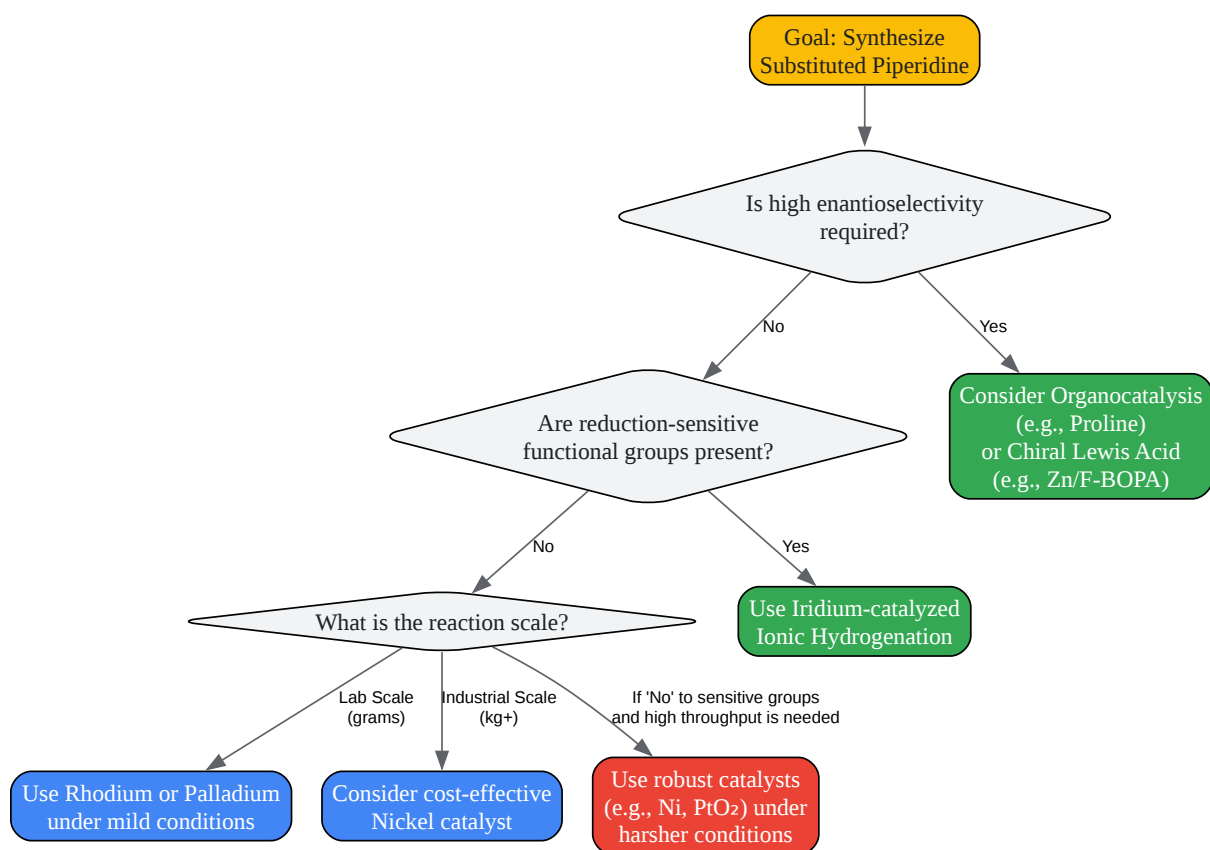 Goal: Synthesize
Substituted Piperidine
Is high enantioselectivity
required?
No
Yes
Are reduction-sensitive
functional groups present?
Consider Organocatalysis
(e.g., Proline)
or Chiral Lewis Acid
(e.g., Zn/F-BOPA)
No
Yes
What is the reaction scale?
Use Iridium-catalyzed
Ionic Hydrogenation
Lab Scale
(grams)
Industrial Scale
(kg+)
If 'No' to sensitive groups
and high throughput is needed
Use Rhodium or Palladium
under mild conditions
Consider cost-effective
Nickel catalyst
Use robust catalysts
(e.g., Ni, PtO₂) under
harsher conditions